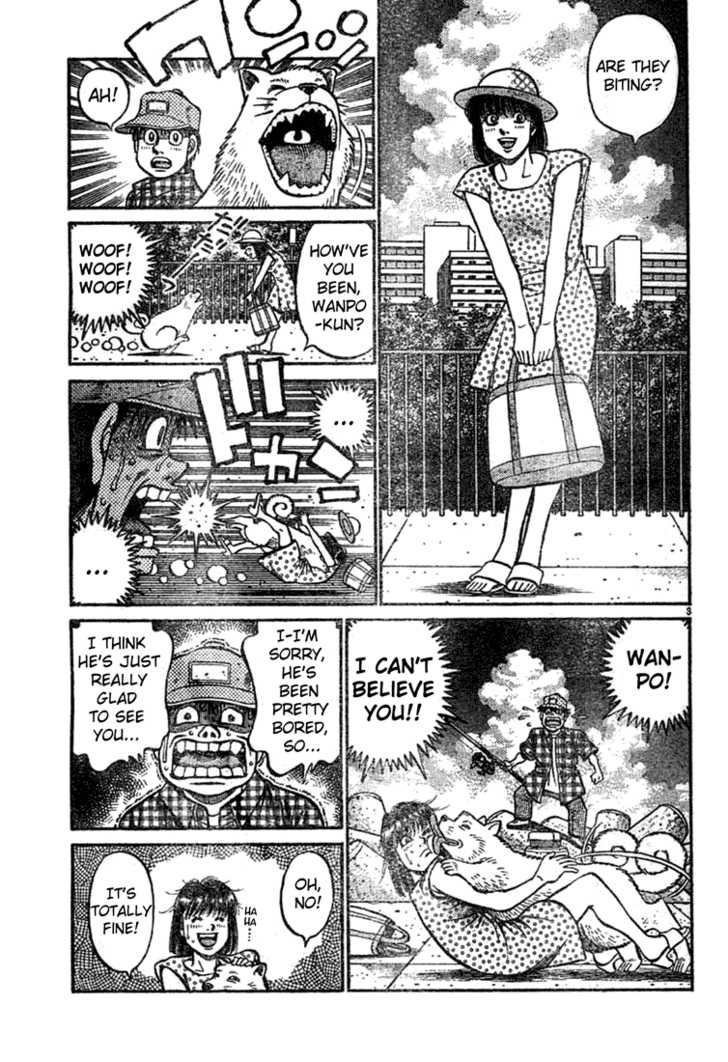 ARE THEY
BITING?
AH!
HOW'VE
YOU
BEEN,
WANPO
-KUN?
WOOF!
WOOF!
WOOF!
...
...
3
WAN-
PO!
I CAN'T
BELIEVE
YOU!!
I-I'M
SORRY,
HE'S
BEEN
PRETTY
BORED,
SO...
I THINK
HE'S JUST
REALLY
GLAD
TO SEE
YOU...
OH,
NO!
HA
HA
...
IT'S
TOTALLY
FINE!